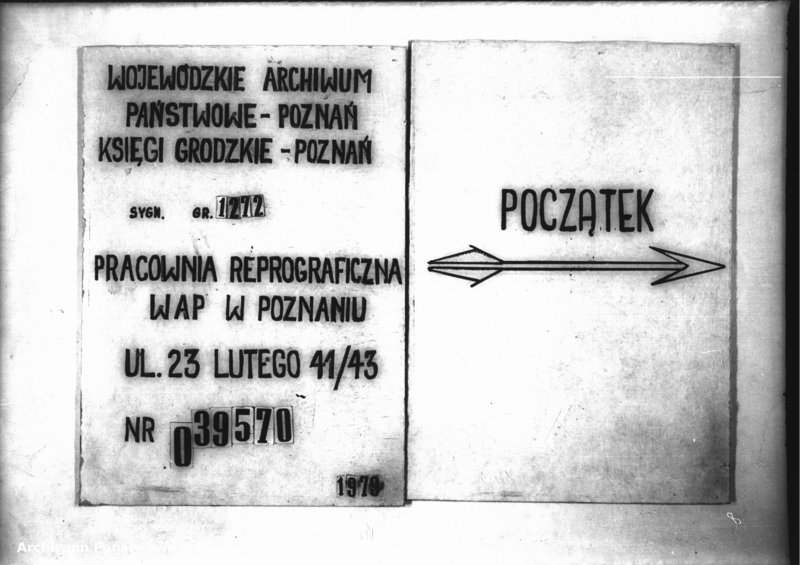 WOJEWÓDZKIE ARCHIWUM
PAŃSTWOWE - POZNAŃ
KSIĘGI GRODZKIE - POZNAŃ
SYGN. GR. 1272
PRACOWNIA REPROGRAFICZNA
WAP W POZNANIU
UL. 23 LUTEGO 41/43
NR 039570
1979
POCZĄTEK